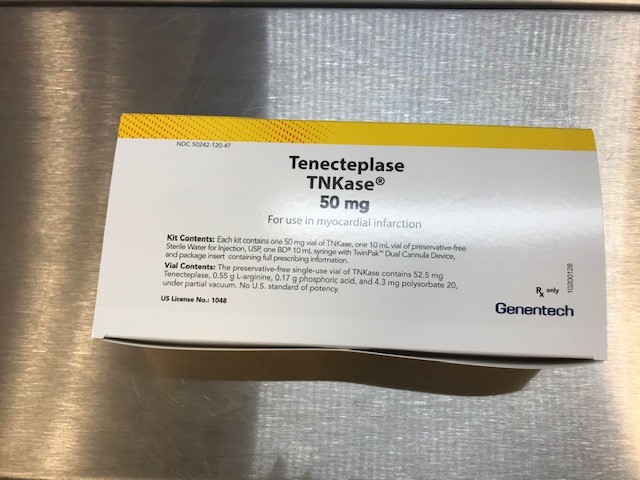 NDC 50242-120-47
Tenecteplase
TNKase®
50 mg
For use in myocardial infarction
Kit Contents: Each kit contains one 50 mg vial of TNKase, one 10 mL vial of preservative-free
Sterile Water for Injection, USP, one BD® 10 mL syringe with TwinPak™ Dual Cannula Device,
and package insert containing full prescribing information.
Vial Contents: The preservative-free single-use vial of TNKase contains 52.5 mg
Tenecteplase, 0.55 g L-arginine, 0.17 g phosphoric acid, and 4.3 mg polysorbate 20,
under partial vacuum. No U.S. standard of potency.
US License No.: 1048
Rx only
10200128
Genentech